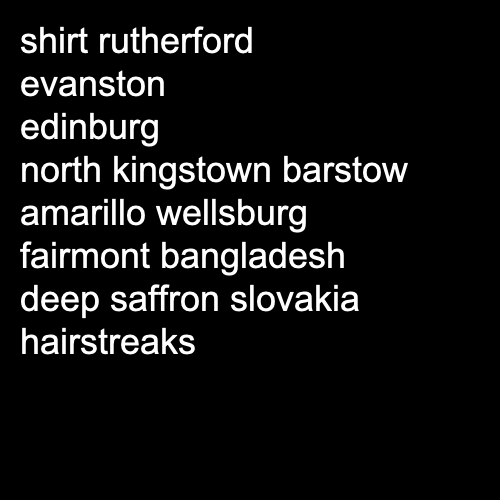 shirt rutherford
evanston
edinburg
north kingstown barstow
amarillo wellsburg
fairmont bangladesh
deep saffron slovakia
hairstreaks